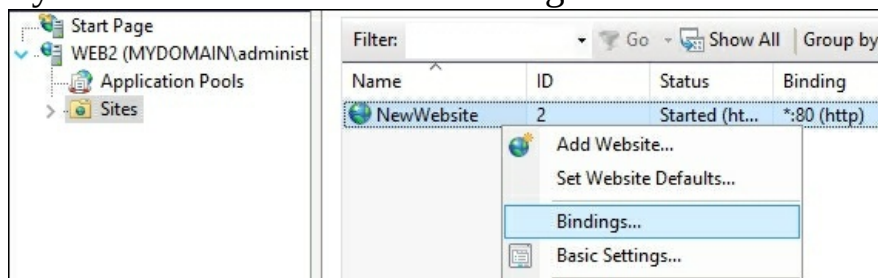 Start Page
WEB2 (MYDOMAIN\administ
Application Pools
Sites
Filter: Go Show All Group by
Name ID Status Binding
NewWebsite 2 Started (ht... *:80 (http)
Add Website...
Set Website Defaults...
Bindings...
Basic Settings...